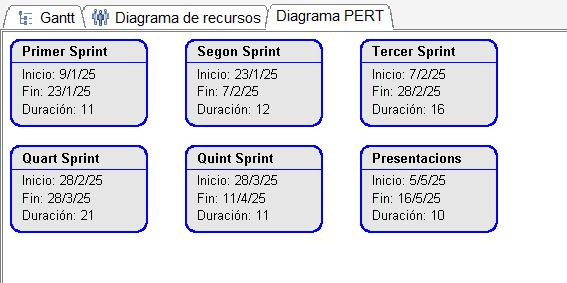 Gantt
Diagrama de recursos
Diagrama PERT
Primer Sprint
Inicio: 9/1/25
Fin: 23/1/25
Duración: 11
Segon Sprint
Inicio: 23/1/25
Fin: 7/2/25
Duración: 12
Tercer Sprint
Inicio: 7/2/25
Fin: 28/2/25
Duración: 16
Quart Sprint
Inicio: 28/2/25
Fin: 28/3/25
Duración: 21
Quint Sprint
Inicio: 28/3/25
Fin: 11/4/25
Duración: 11
Presentacions
Inicio: 5/5/25
Fin: 16/5/25
Duración: 10